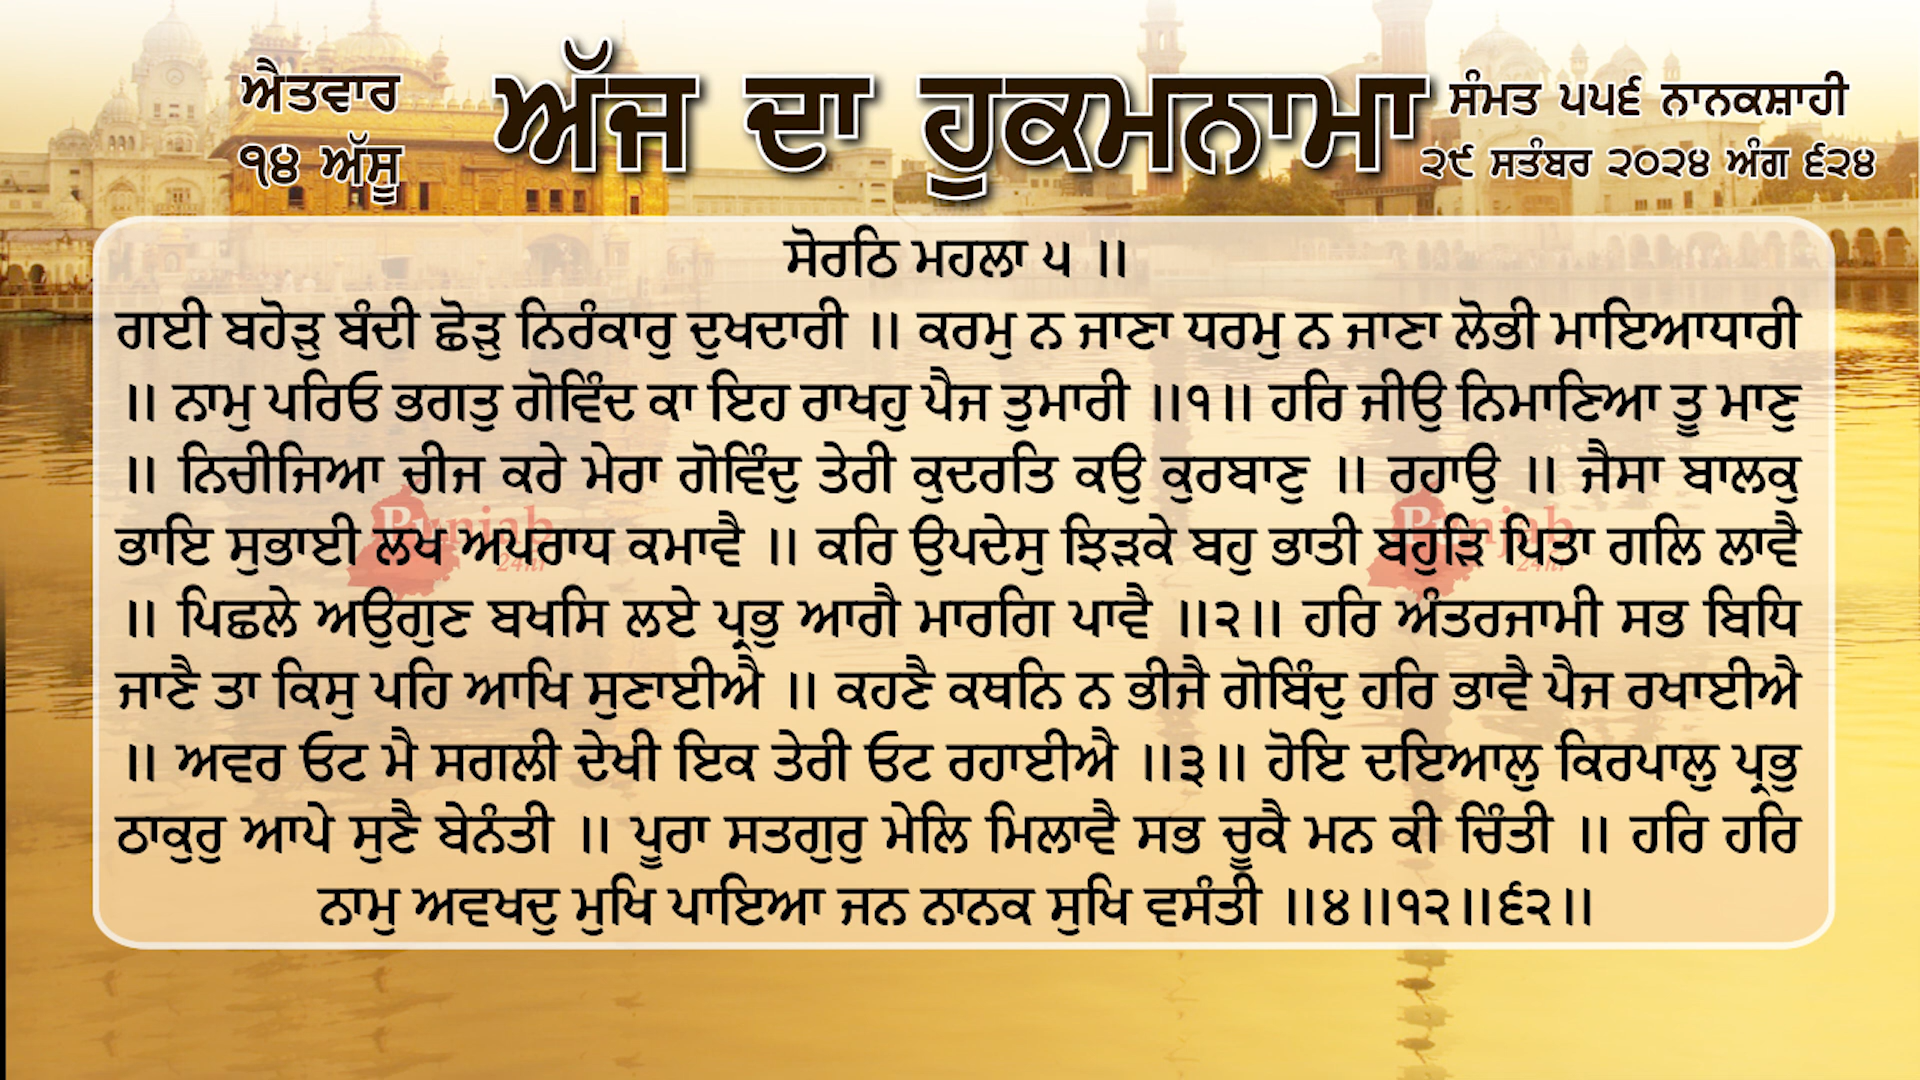 ਐਤਵਾਰ
੧੪ ਅੱਸੂ
ਅੱਜ ਦਾ ਹੁਕਮਨਾਮਾ
ਸੰਮਤ ੫੫੬ ਨਾਨਕਸ਼ਾਹੀ
੨੯ ਸਤੰਬਰ ੨੦੨੪ ਅੰਗ ੬੨੪
ਸੋਰਠਿ ਮਹਲਾ ੫ ॥
ਗਈ ਬਹੋੜੁ ਬੰਦੀ ਛੋੜੁ ਨਿਰੰਕਾਰੁ ਦੁਖਦਾਰੀ ॥ ਕਰਮੁ ਨ ਜਾਣਾ ਧਰਮੁ ਨ ਜਾਣਾ ਲੋਭੀ ਮਾਇਆਧਾਰੀ
॥ ਨਾਮੁ ਪਰਿਓ ਭਗਤੁ ਗੋਵਿੰਦ ਕਾ ਇਹ ਰਾਖਹੁ ਪੈਜ ਤੁਮਾਰੀ ॥੧॥ ਹਰਿ ਜੀਉ ਨਿਮਾਣਿਆ ਤੂ ਮਾਣੁ
॥ ਨਿਚੀਜਿਆ ਚੀਜ ਕਰੇ ਮੇਰਾ ਗੋਵਿੰਦੁ ਤੇਰੀ ਕੁਦਰਤਿ ਕਉ ਕੁਰਬਾਣੁ ॥ ਰਹਾਉ ॥ ਜੈਸਾ ਬਾਲਕੁ
ਭਾਇ ਸੁਭਾਈ ਲਖ ਅਪਰਾਧ ਕਮਾਵੈ ॥ ਕਰਿ ਉਪਦੇਸੁ ਝਿੜਕੇ ਬਹੁ ਭਾਤੀ ਬਹੁੜਿ ਪਿਤਾ ਗਲਿ ਲਾਵੈ
॥ ਪਿਛਲੇ ਅਉਗੁਣ ਬਖਸਿ ਲਏ ਪ੍ਰਭੁ ਆਗੈ ਮਾਰਗਿ ਪਾਵੈ ॥੨॥ ਹਰਿ ਅੰਤਰਜਾਮੀ ਸਭ ਬਿਧਿ
ਜਾਣੈ ਤਾ ਕਿਸੁ ਪਹਿ ਆਖਿ ਸੁਣਾਈਐ ॥ ਕਹਣੈ ਕਥਨਿ ਨ ਭੀਜੈ ਗੋਬਿੰਦੁ ਹਰਿ ਭਾਵੈ ਪੈਜ ਰਖਾਈਐ
॥ ਅਵਰ ਓਟ ਮੈ ਸਗਲੀ ਦੇਖੀ ਇਕ ਤੇਰੀ ਓਟ ਰਹਾਈਐ ॥੩॥ ਹੋਇ ਦਇਆਲੁ ਕਿਰਪਾਲੁ ਪ੍ਰਭੁ
ਠਾਕੁਰੁ ਆਪੇ ਸੁਣੈ ਬੇਨੰਤੀ ॥ ਪੂਰਾ ਸਤਗੁਰੁ ਮੇਲਿ ਮਿਲਾਵੈ ਸਭ ਚੂਕੈ ਮਨ ਕੀ ਚਿੰਤੀ ॥ ਹਰਿ ਹਰਿ
ਨਾਮੁ ਅਵਖਦੁ ਮੁਖਿ ਪਾਇਆ ਜਨ ਨਾਨਕ ਸੁਖਿ ਵਸੰਤੀ ॥੪॥੧੨॥੬੨॥
Punjab
24hr
Punjab
24hr